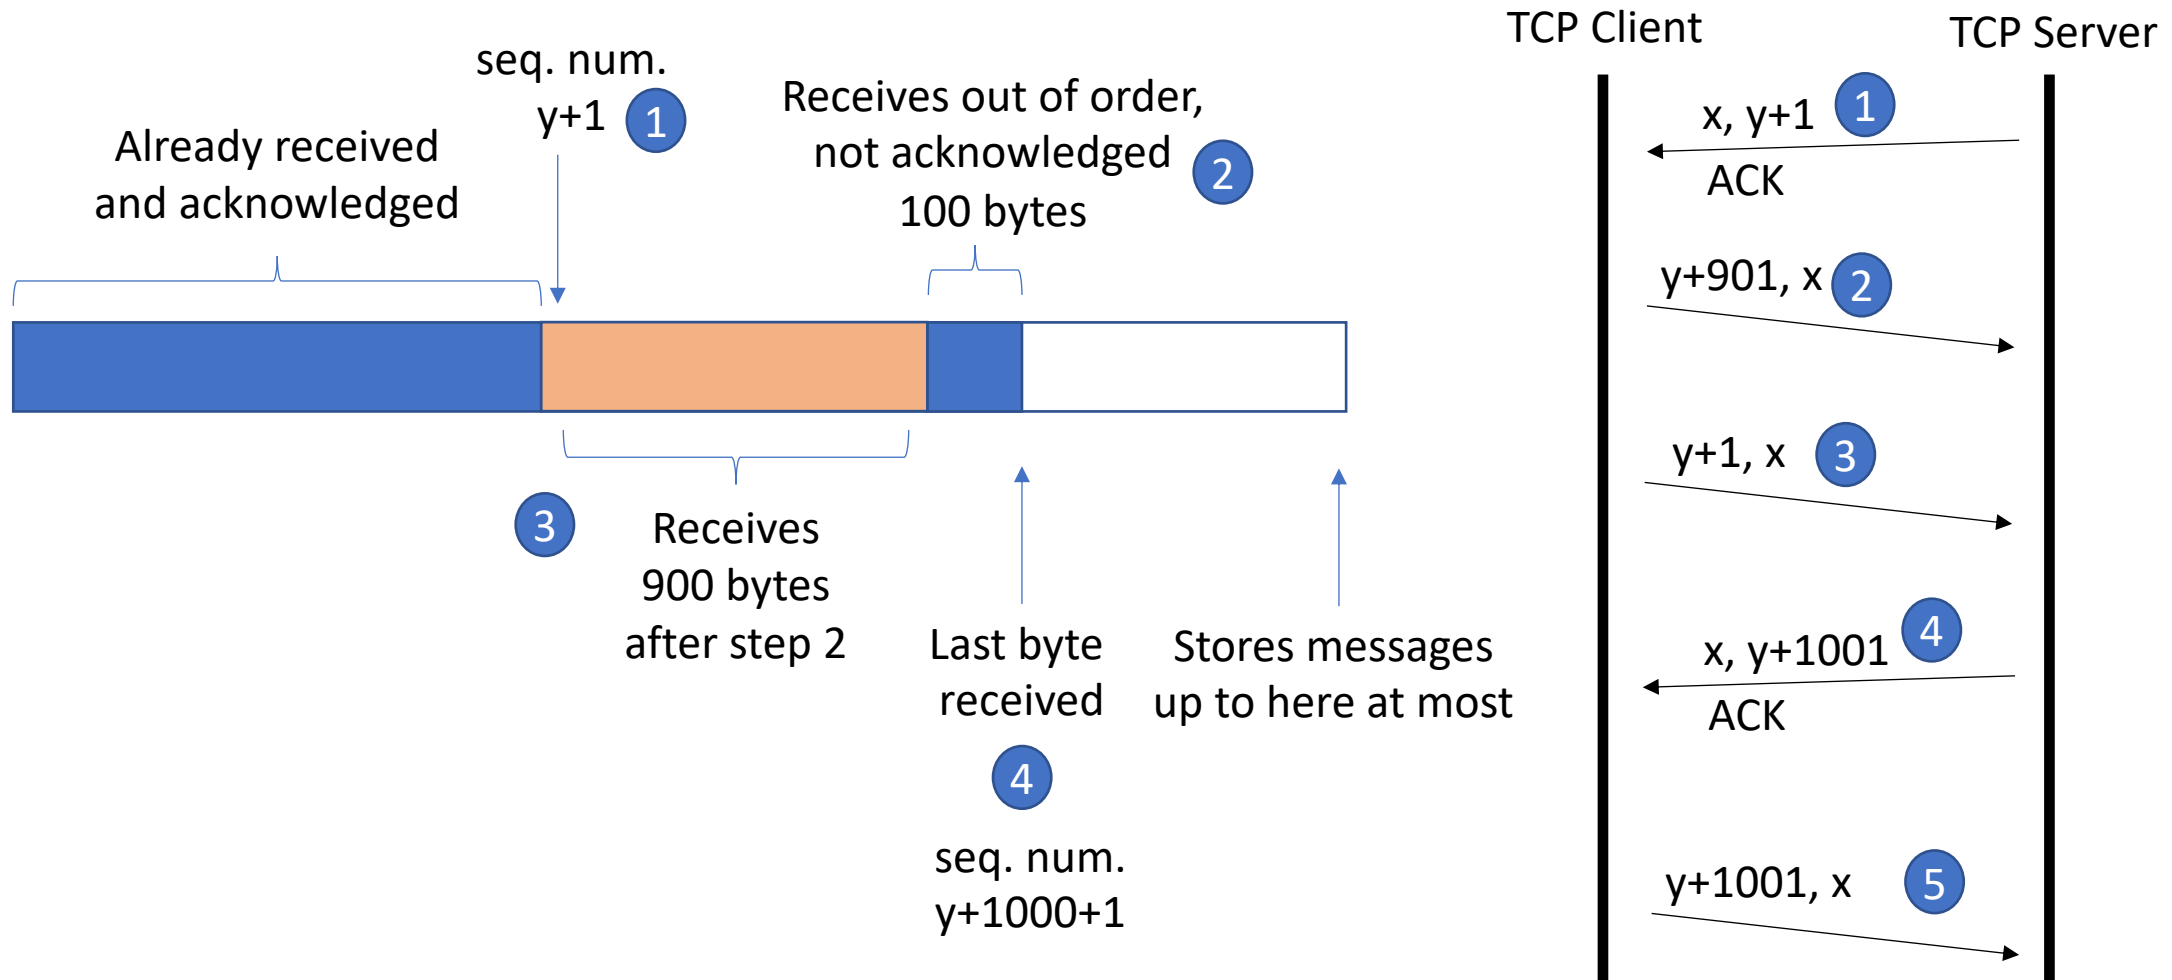 seq. num.
y+1 1
Already received
and acknowledged
Receives out of order,
not acknowledged 2
100 bytes
3
Receives
900 bytes
after step 2
Last byte
received
4
seq. num.
y+1000+1
Stores messages
up to here at most
TCP Client
TCP Server
x, y+1 1
ACK
y+901, x 2
y+1, x 3
x, y+1001 4
ACK
y+1001, x 5